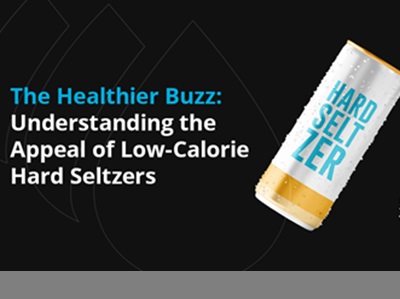 The Healthier Buzz:
Understanding the
Appeal of Low-Calorie
Hard Seltzers
HARD
SELT
ZER